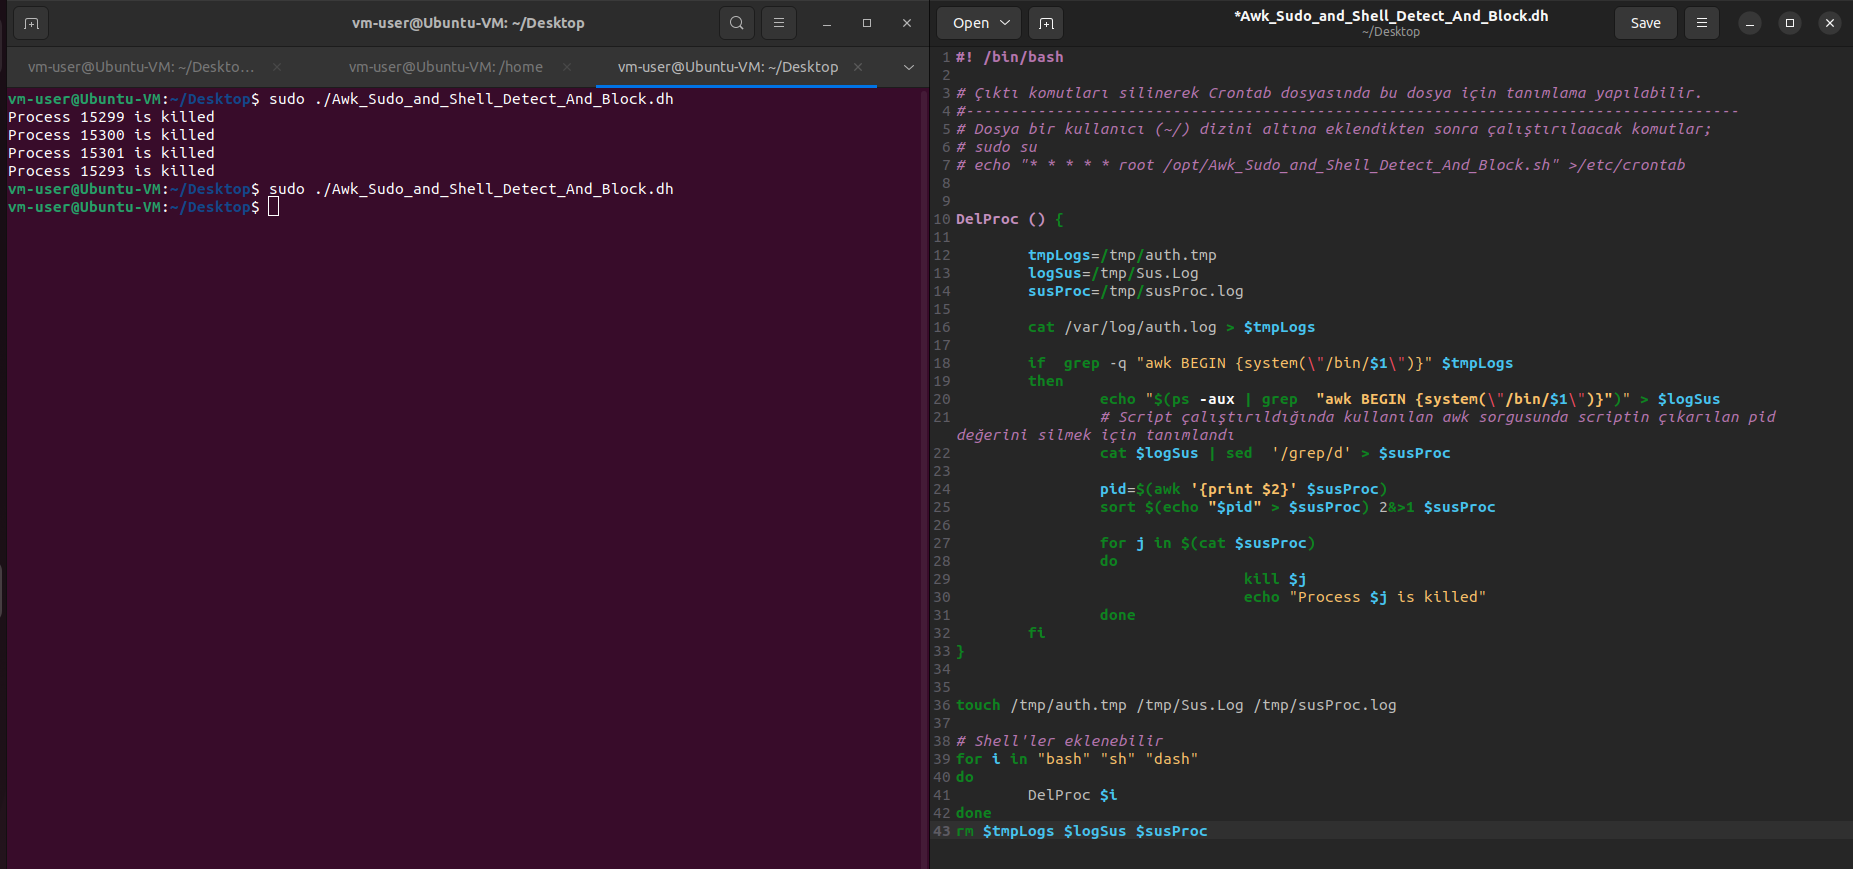 vm-user@Ubuntu-VM: ~/Desktop
vm-user@Ubuntu-VM: ~/Deskto… ×
vm-user@Ubuntu-VM: /home ×
vm-user@Ubuntu-VM: ~/Desktop ×
vm-user@Ubuntu-VM:~/Desktop$ sudo ./Awk_Sudo_and_Shell_Detect_And_Block.dh
Process 15299 is killed
Process 15300 is killed
Process 15301 is killed
Process 15293 is killed
vm-user@Ubuntu-VM:~/Desktop$ sudo ./Awk_Sudo_and_Shell_Detect_And_Block.dh
vm-user@Ubuntu-VM:~/Desktop$
Open
*Awk_Sudo_and_Shell_Detect_And_Block.dh
~/Desktop
Save
1 #! /bin/bash
2
3 # Çıktı komutları silinerek Crontab dosyasında bu dosya için tanımlama yapılabilir.
4 #--------------------------------------------------------------------------------------
5 # Dosya bir kullanıcı (~/) dizini altına eklendikten sonra çalıştırılaacak komutlar;
6 # sudo su
7 # echo "* * * * * root /opt/Awk_Sudo_and_Shell_Detect_And_Block.sh" >/etc/crontab
8
9
10 DelProc () {
11
12 tmpLogs=/tmp/auth.tmp
13 logSus=/tmp/Sus.Log
14 susProc=/tmp/susProc.log
15
16 cat /var/log/auth.log > $tmpLogs
17
18 if  grep -q "awk BEGIN {system(\"/bin/$1\")}" $tmpLogs
19 then
20 echo "$(ps -aux | grep  "awk BEGIN {system(\"/bin/$1\")}")" > $logSus
21 # Script çalıştırıldığında kullanılan awk sorgusunda scriptin çıkarılan pid
değerini silmek için tanımlandı
22 cat $logSus | sed  '/grep/d' > $susProc
23
24 pid=$(awk '{print $2}' $susProc)
25 sort $(echo "$pid" > $susProc) 2&>1 $susProc
26
27 for j in $(cat $susProc)
28 do
29 kill $j
30 echo "Process $j is killed"
31 done
32 fi
33 }
34
35
36 touch /tmp/auth.tmp /tmp/Sus.Log /tmp/susProc.log
37
38 # Shell'ler eklenebilir
39 for i in "bash" "sh" "dash"
40 do
41 DelProc $i
42 done
43 rm $tmpLogs $logSus $susProc